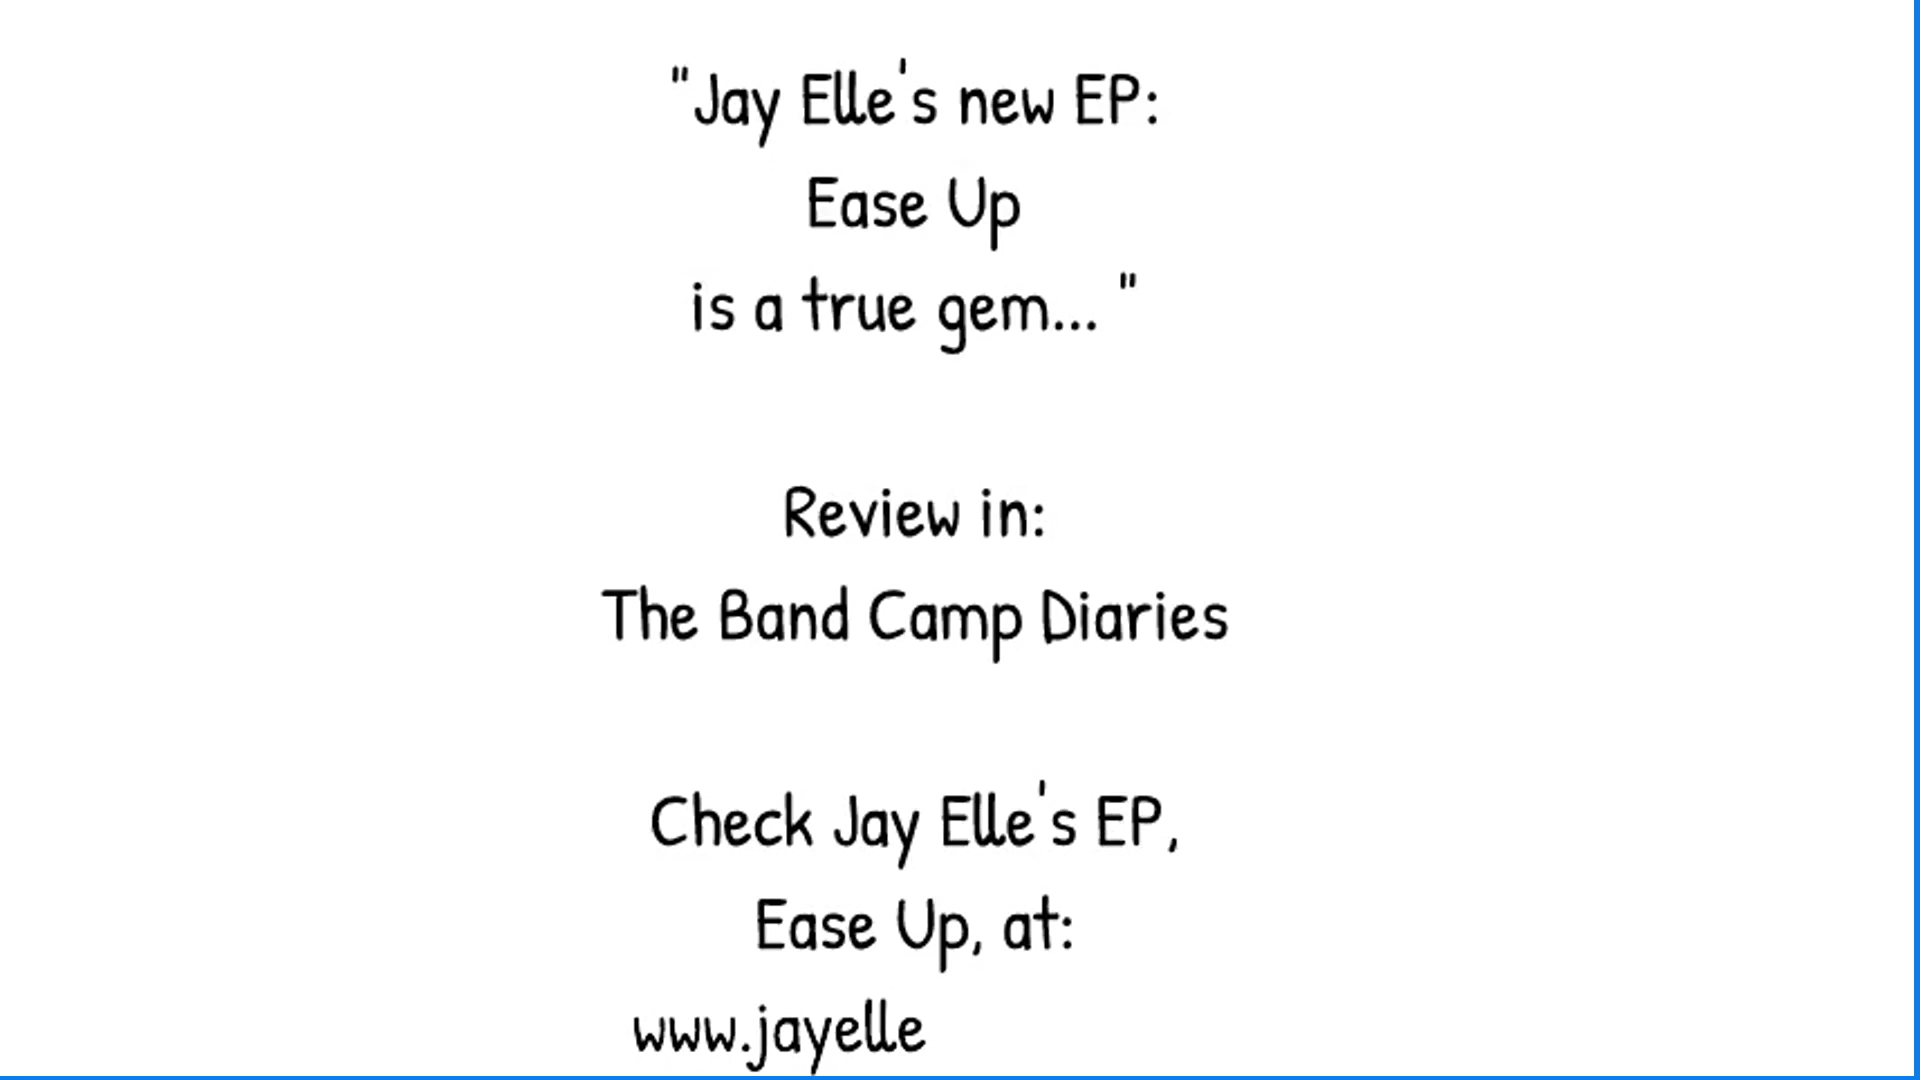 "Jay Elle's new EP:
Ease Up
is a true gem... "
Review in:
The Band Camp Diaries
Check Jay Elle's EP,
Ease Up, at:
www.jayelle